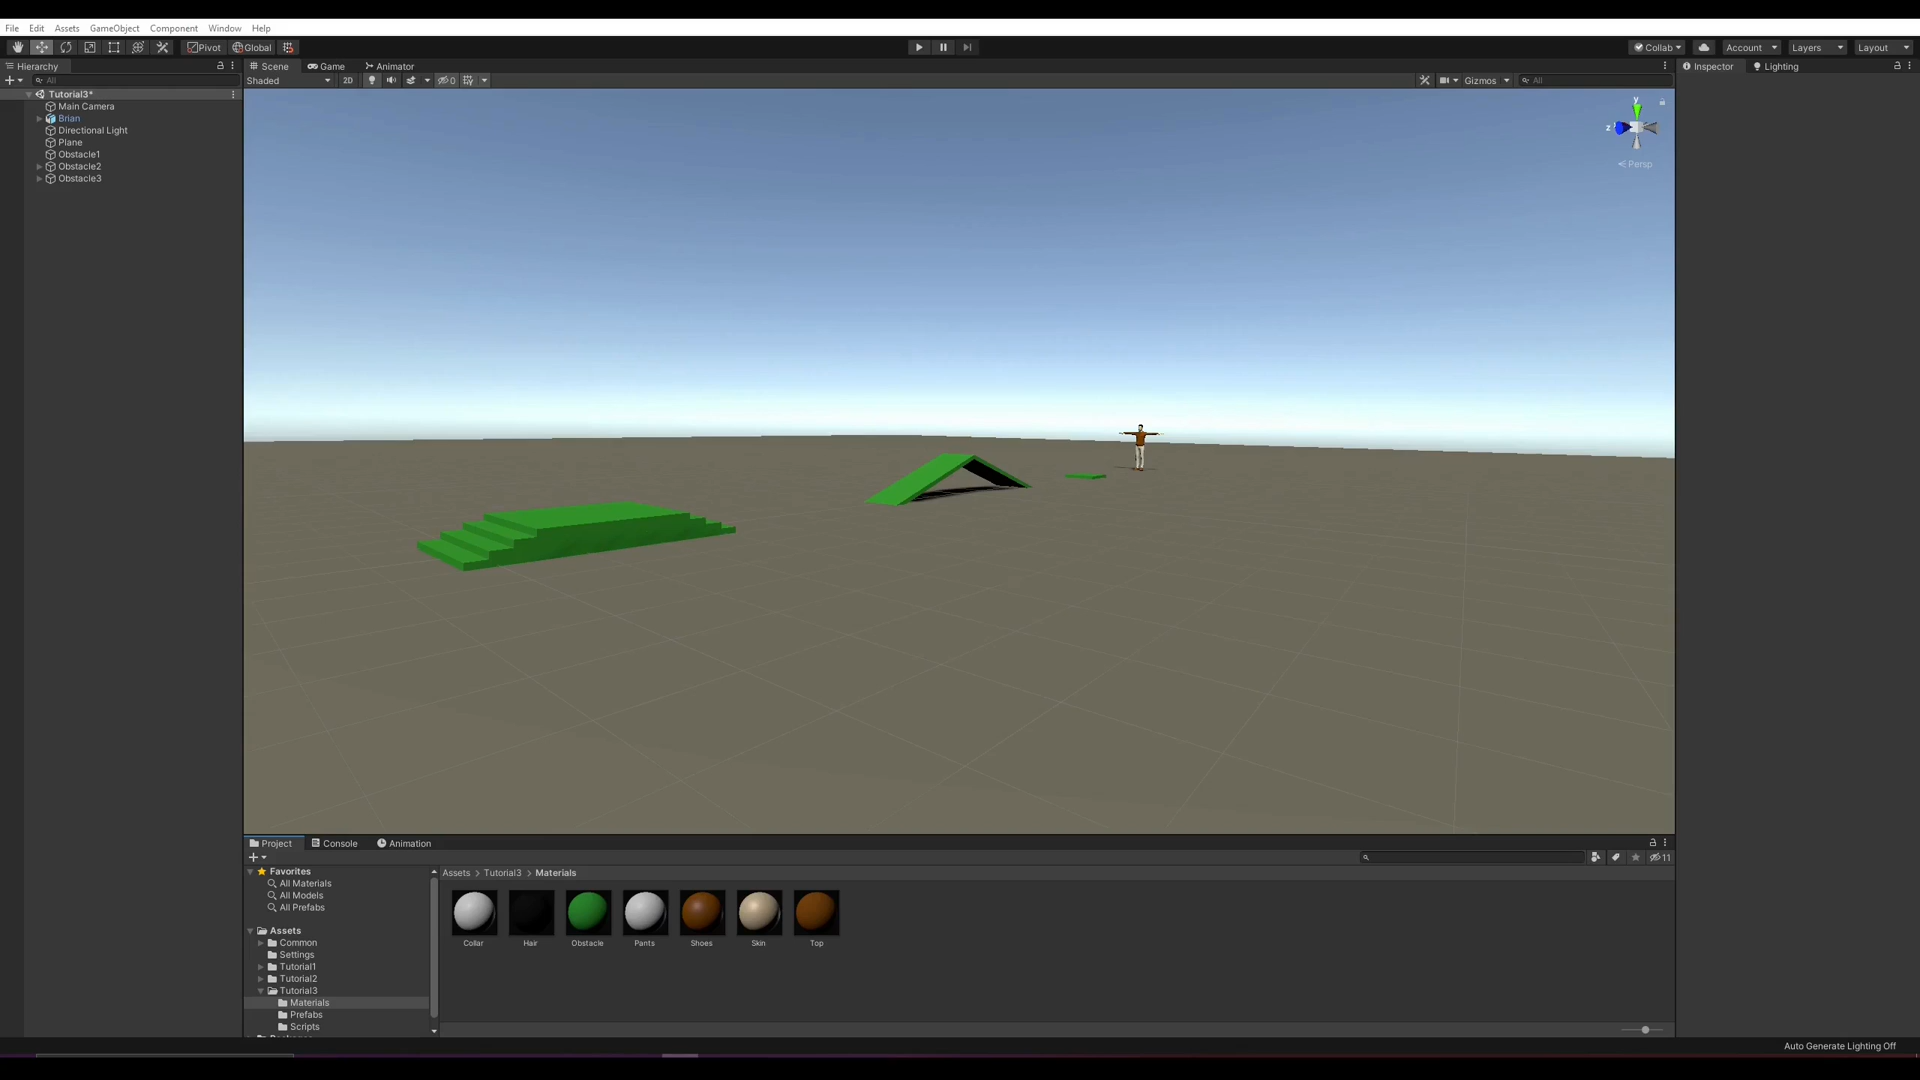 File Edit Assets GameObject Component Window Help
Pivot Global Collab Account Layers Layout
Hierarchy Scene Game Animator Inspector Lighting
All Shaded 2D 0 Gizmos All
Tutorial3*
Main Camera
Brian
Directional Light
Plane
Obstacle1
Obstacle2
Obstacle3
y
z
Persp
Project Console Animation
11
Favorites
All Materials
All Models
All Prefabs
Assets
Common
Settings
Tutorial1
Tutorial2
Tutorial3
Materials
Prefabs
Scripts
Assets > Tutorial3 > Materials
Collar Hair Obstacle Pants Shoes Skin Top
Auto Generate Lighting Off